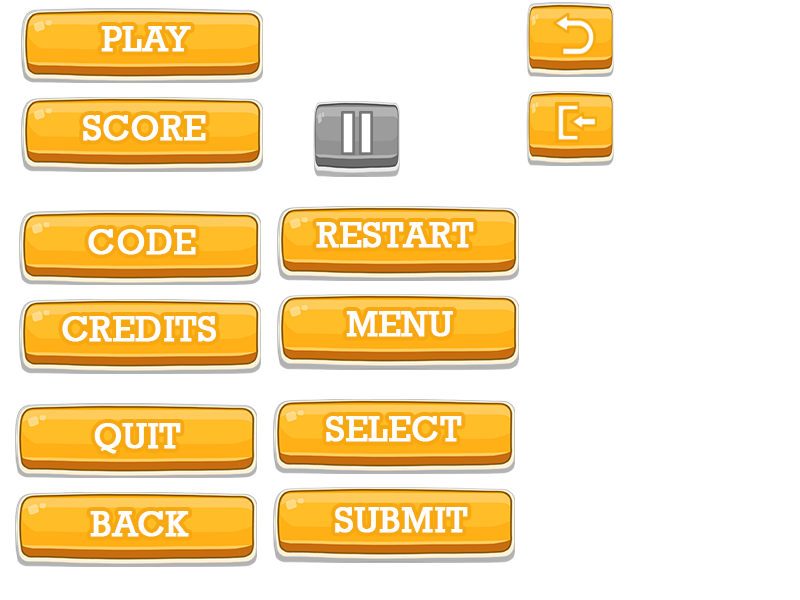 PLAY
SCORE
CODE
RESTART
CREDITS
MENU
QUIT
SELECT
BACK
SUBMIT